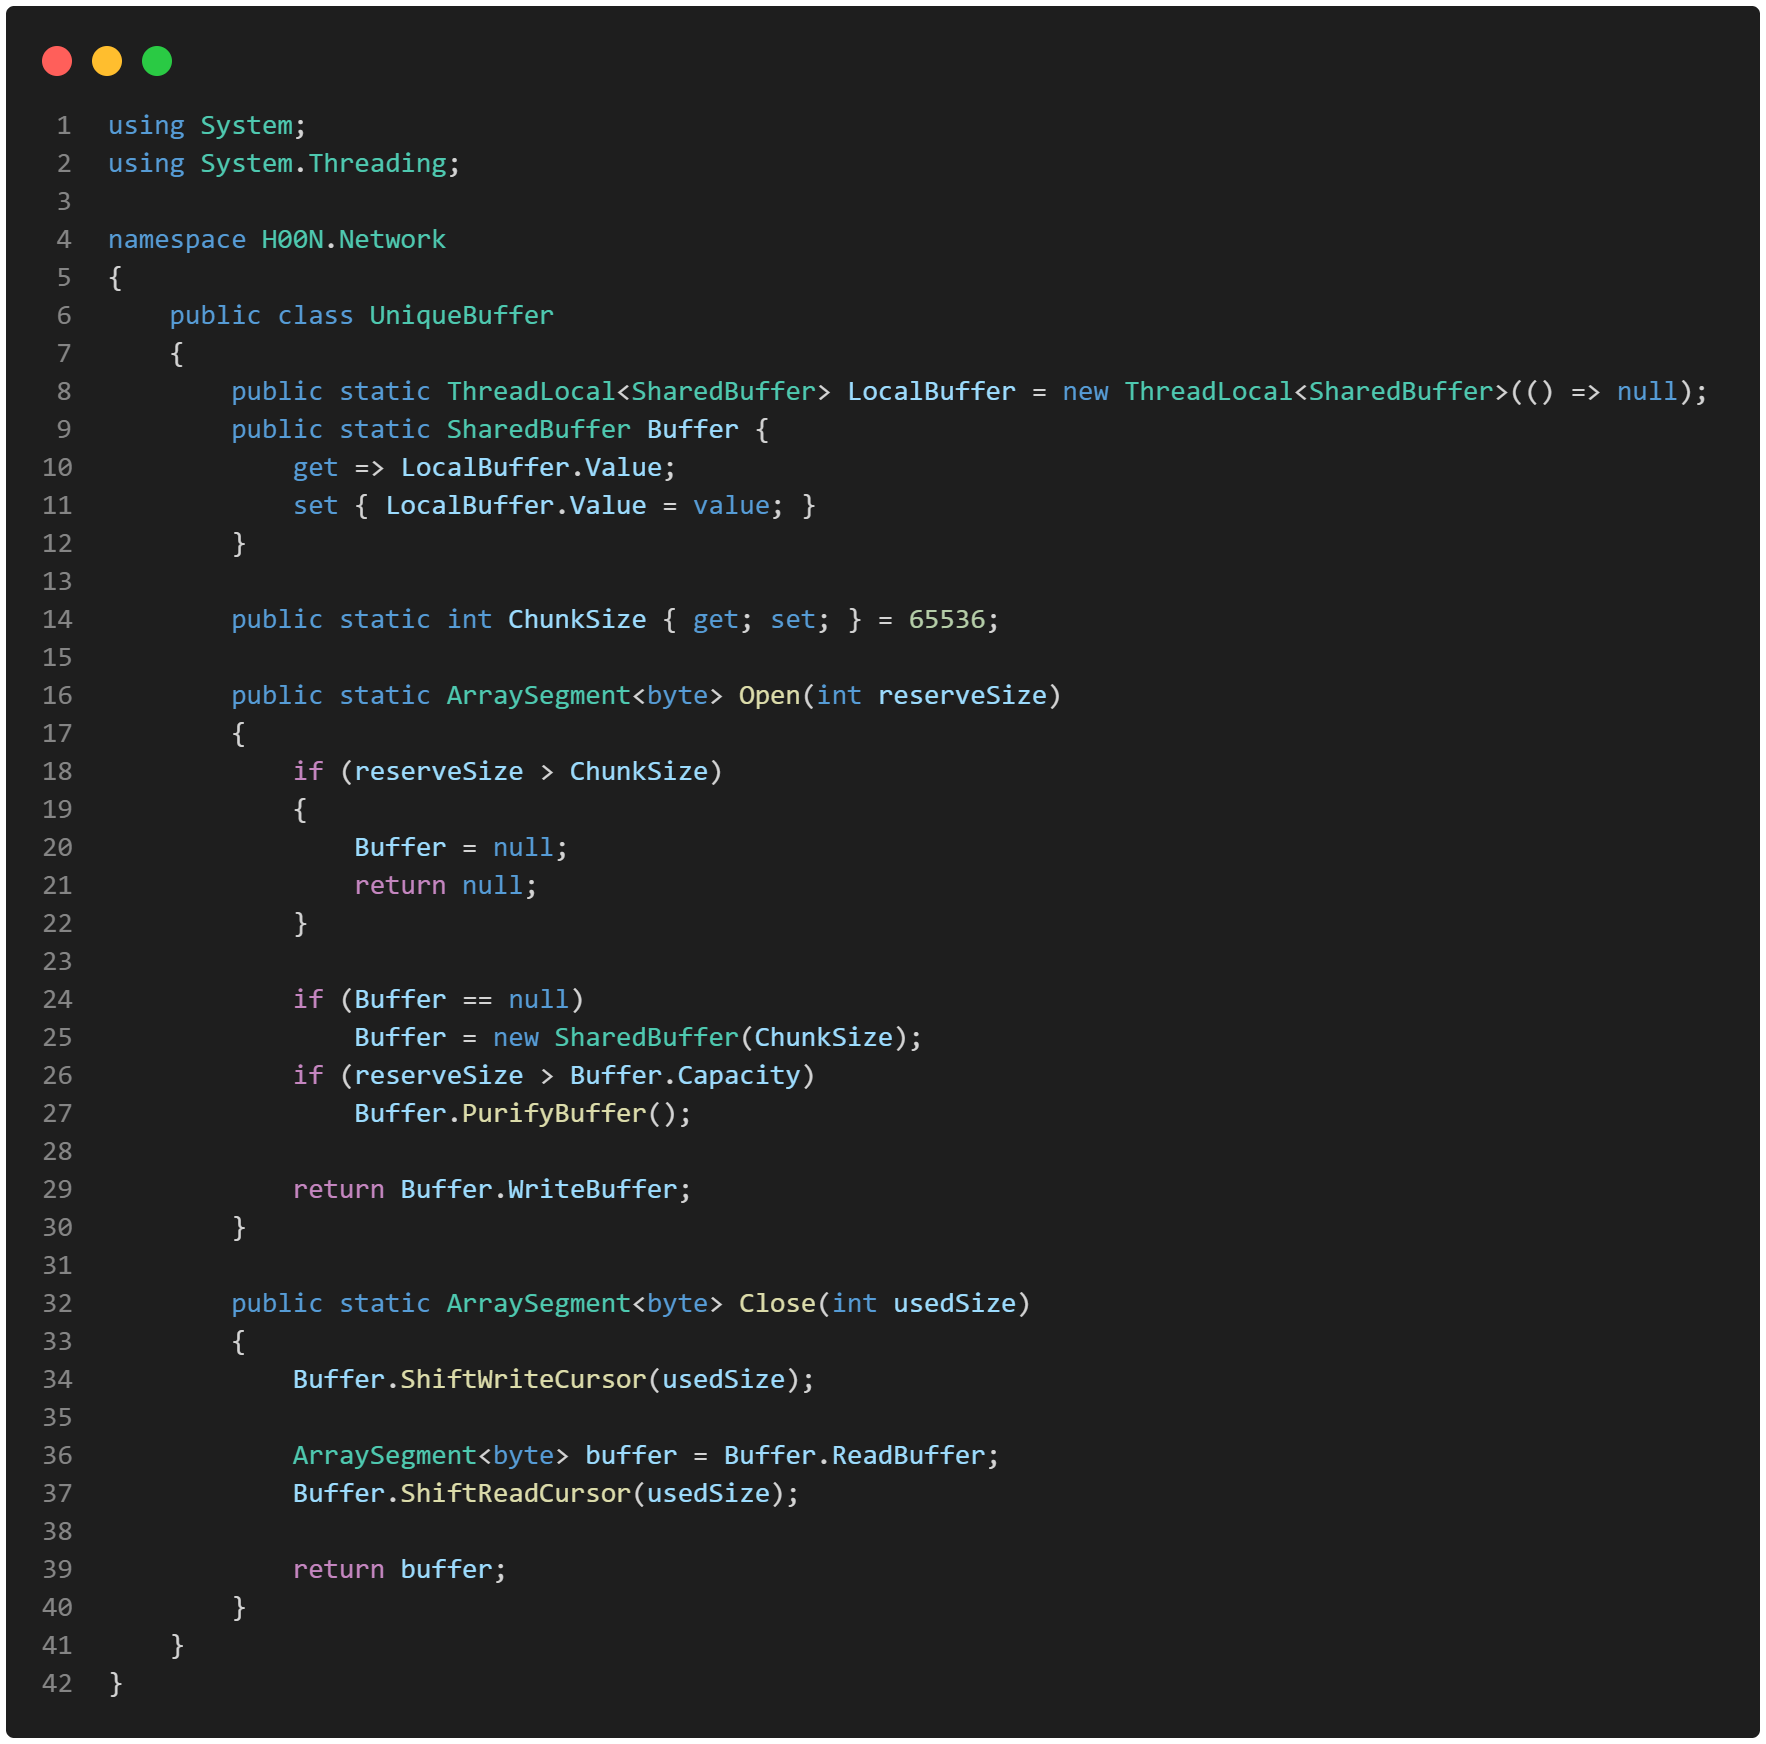 1 using System;
2 using System.Threading;
3
4 namespace H00N.Network
5 {
6     public class UniqueBuffer
7     {
8         public static ThreadLocal<SharedBuffer> LocalBuffer = new ThreadLocal<SharedBuffer>(() => null);
9         public static SharedBuffer Buffer {
10             get => LocalBuffer.Value;
11             set { LocalBuffer.Value = value; }
12         }
13
14         public static int ChunkSize { get; set; } = 65536;
15
16         public static ArraySegment<byte> Open(int reserveSize)
17         {
18             if (reserveSize > ChunkSize)
19             {
20                 Buffer = null;
21                 return null;
22             }
23
24             if (Buffer == null)
25                 Buffer = new SharedBuffer(ChunkSize);
26             if (reserveSize > Buffer.Capacity)
27                 Buffer.PurifyBuffer();
28
29             return Buffer.WriteBuffer;
30         }
31
32         public static ArraySegment<byte> Close(int usedSize)
33         {
34             Buffer.ShiftWriteCursor(usedSize);
35
36             ArraySegment<byte> buffer = Buffer.ReadBuffer;
37             Buffer.ShiftReadCursor(usedSize);
38
39             return buffer;
40         }
41     }
42 }